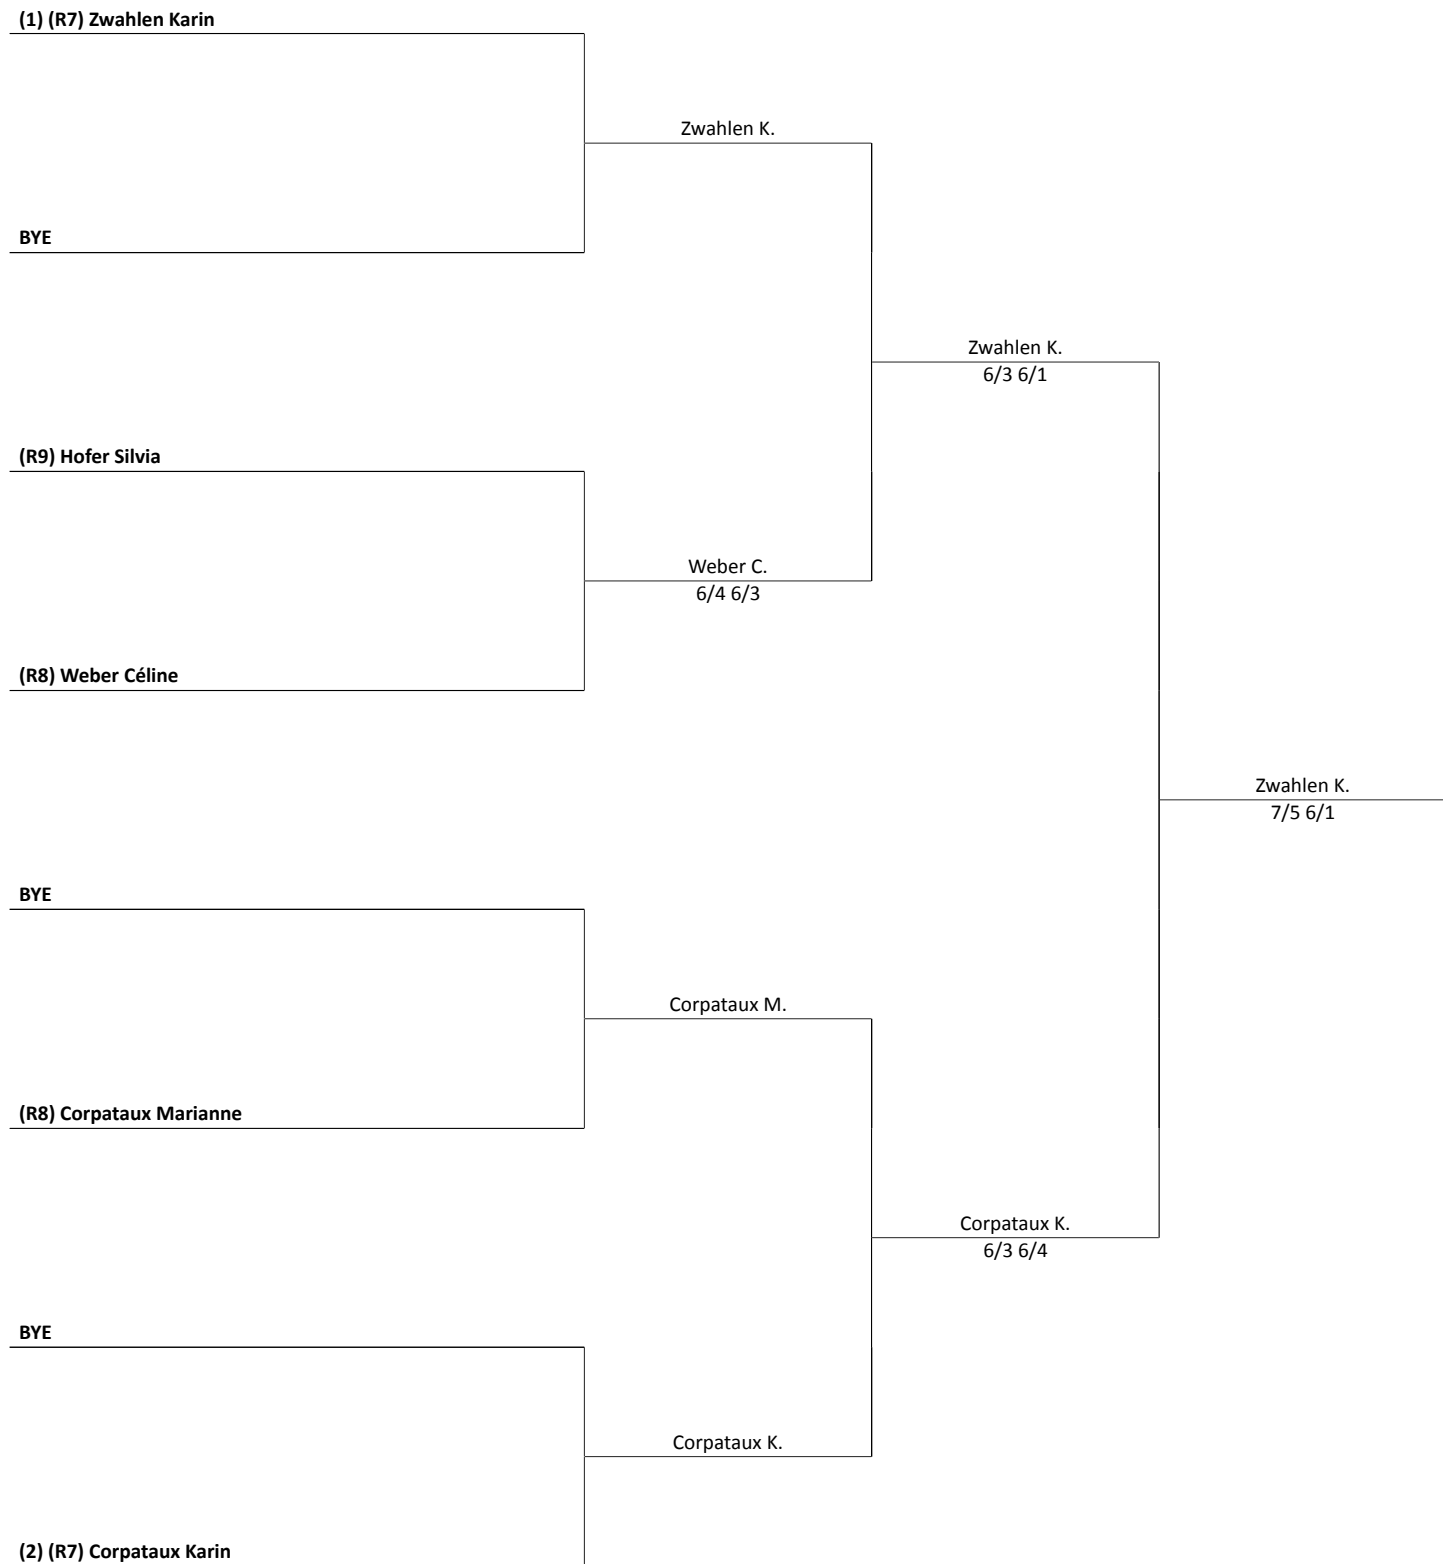 (1) (R7) Zwahlen Karin
Zwahlen K.
BYE
Zwahlen K.
6/3 6/1
(R9) Hofer Silvia
Weber C.
6/4 6/3
(R8) Weber Céline
Zwahlen K.
7/5 6/1
BYE
Corpataux M.
(R8) Corpataux Marianne
Corpataux K.
6/3 6/4
BYE
Corpataux K.
(2) (R7) Corpataux Karin